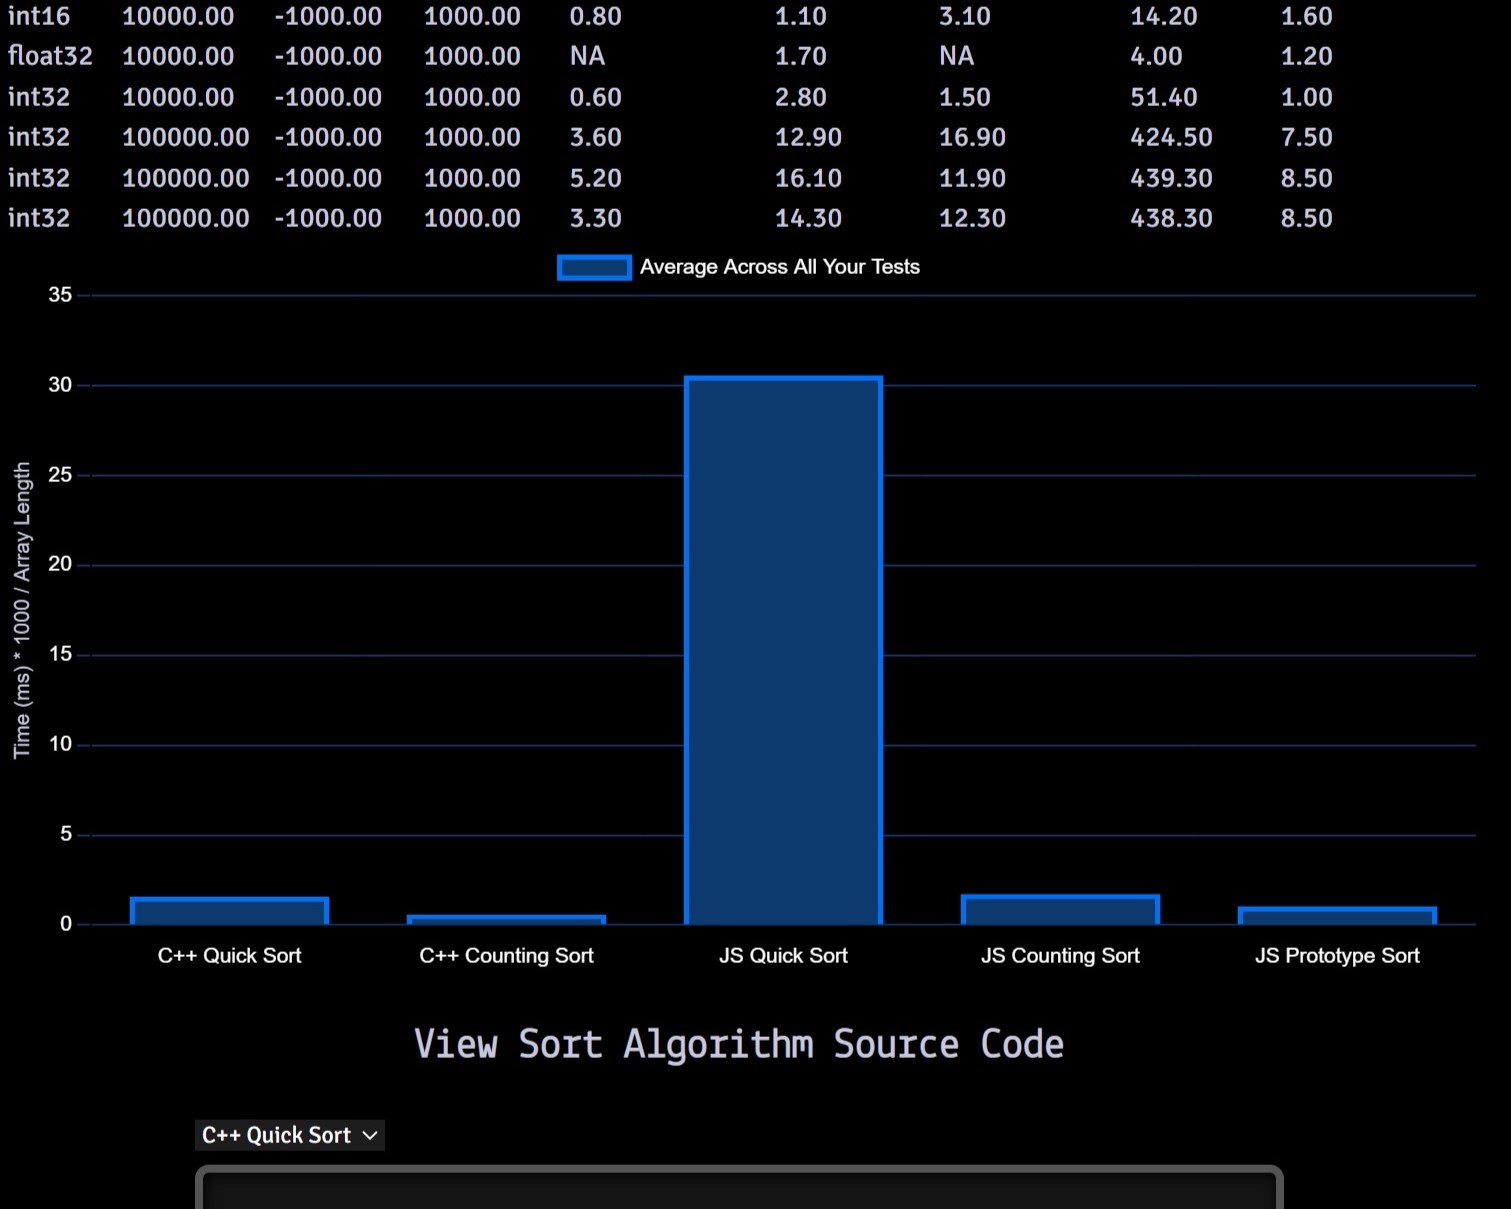 int16 10000.00 -1000.00 1000.00 0.80 1.10 3.10 14.20 1.60
float32 10000.00 -1000.00 1000.00 NA 1.70 NA 4.00 1.20
int32 10000.00 -1000.00 1000.00 0.60 2.80 1.50 51.40 1.00
int32 100000.00 -1000.00 1000.00 3.60 12.90 16.90 424.50 7.50
int32 100000.00 -1000.00 1000.00 5.20 16.10 11.90 439.30 8.50
int32 100000.00 -1000.00 1000.00 3.30 14.30 12.30 438.30 8.50
Average Across All Your Tests
Time (ms) * 1000 / Array Length
35
30
25
20
15
10
5
0
C++ Quick Sort C++ Counting Sort JS Quick Sort JS Counting Sort JS Prototype Sort
View Sort Algorithm Source Code
C++ Quick Sort